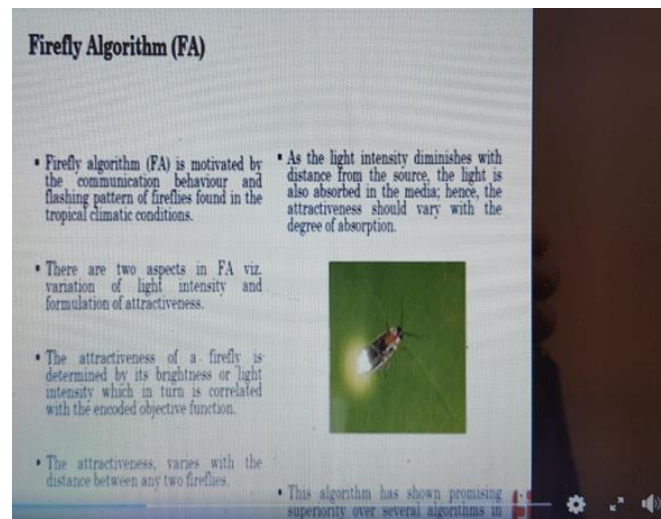 Firefly Algorithm (FA)
▪ Firefly algorithm (FA) is motivated by
the communication behaviour and
flashing pattern of fireflies found in the
tropical climatic conditions.
▪ There are two aspects in FA viz.
variation of light intensity and
formulation of attractiveness.
▪ The attractiveness of a firefly is
determined by its brightness or light
intensity which in turn is correlated
with the encoded objective function.
▪ The attractiveness, varies with the
distance between any two fireflies.
▪ As the light intensity diminishes with
distance from the source, the light is
also absorbed in the media; hence, the
attractiveness should vary with the
degree of absorption.
▪ This algorithm has shown promising
superiority over several algorithms in